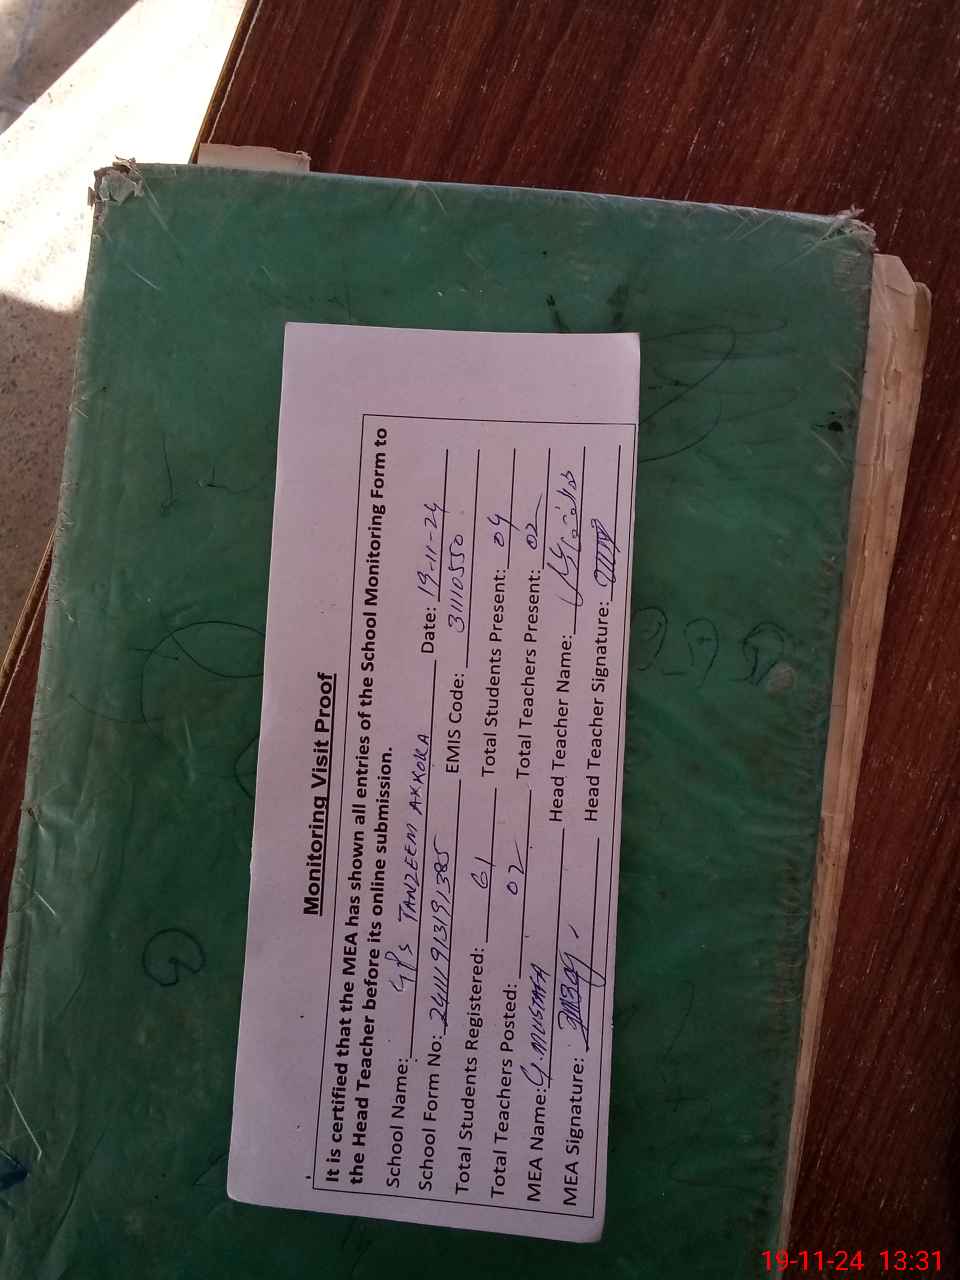 Monitoring Visit Proof
It is certified that the MEA has shown all entries of the School Monitoring Form to
the Head Teacher before its online submission.
School Name: GPS TANZEEM AKKOKA Date: 19-11-24
School Form No: 24111913191385 EMIS Code: 31110550
Total Students Registered: 61 Total Students Present: 04
Total Teachers Posted: 02 Total Teachers Present: 02
MEA Name: G.MUSTAFA Head Teacher Name:
MEA Signature: Head Teacher Signature:
19-11-24 13:31